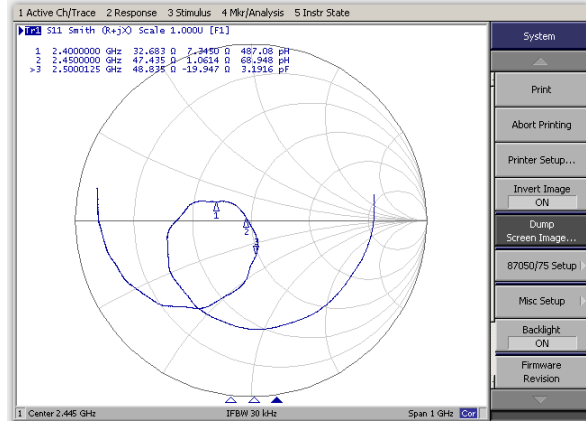 1 Active Ch/Trace 2 Response 3 Stimulus 4 Mkr/Analysis 5 Instr State
Tr1 S11 Smith (R+jX) Scale 1.000U [F1]
1 2.4000000 GHz 32.683 Ω 7.3450 Ω 487.08 pH
2 2.4500000 GHz 47.435 Ω 1.0614 Ω 68.948 pH
>3 2.5000125 GHz 48.835 Ω -19.947 Ω 3.1916 pF
1
2
3
1 Center 2.445 GHz IFBW 30 kHz Span 1 GHz Cor
System
Print
Abort Printing
Printer Setup...
Invert Image
ON
Dump
Screen Image...
87050/75 Setup
Misc Setup
Backlight
ON
Firmware
Revision